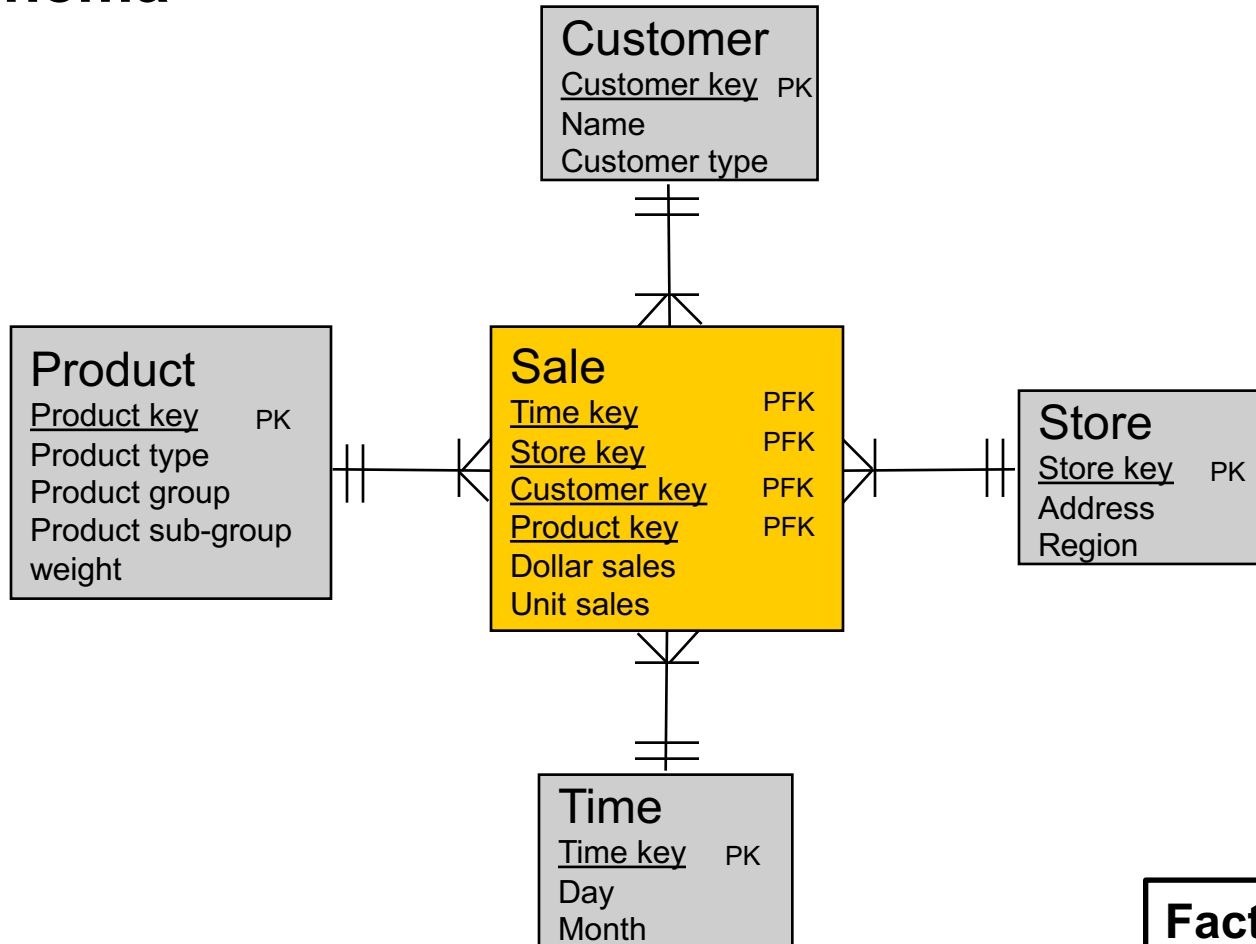 Customer
Customer key PK
Name
Customer type
Product
Product key PK
Product type
Product group
Product sub-group
weight
Sale
Time key PFK
Store key PFK
Customer key PFK
Product key PFK
Dollar sales
Unit sales
Store
Store key PK
Address
Region
Time
Time key PK
Day
Month
Fact